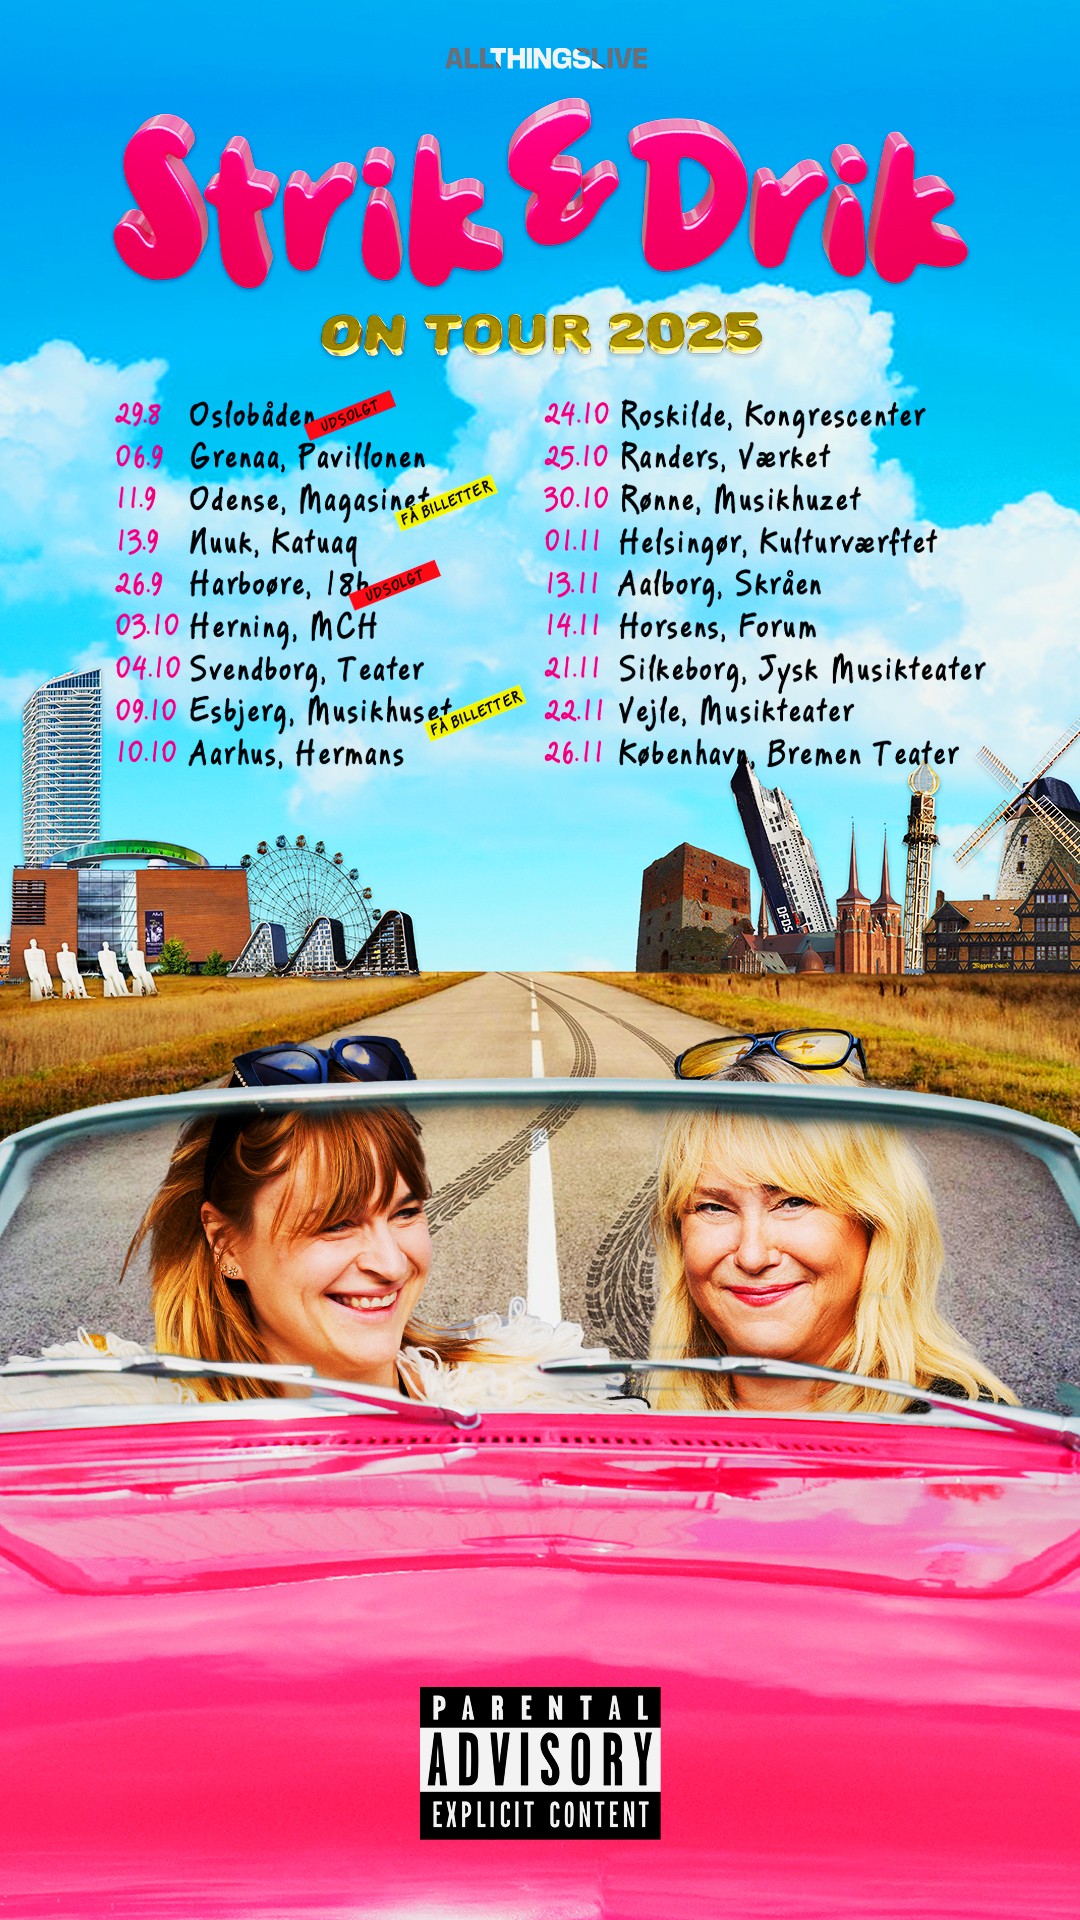 ALLTHINGSLIVE
Strik & Drik
ON TOUR 2025
29.8 Oslobåden UDSOLGT
06.9 Grenaa, Pavillonen
11.9 Odense, Magasinet FÅ BILLETTER
13.9 Nuuk, Katuaq
26.9 Harboøre, 18b UDSOLGT
03.10 Herning, MCH
04.10 Svendborg, Teater
09.10 Esbjerg, Musikhuset FÅ BILLETTER
10.10 Aarhus, Hermans
24.10 Roskilde, Kongrescenter
25.10 Randers, Værket
30.10 Rønne, Musikhuzet
01.11 Helsingør, Kulturværftet
13.11 Aalborg, Skråen
14.11 Horsens, Forum
21.11 Silkeborg, Jysk Musikteater
22.11 Vejle, Musikteater
26.11 København, Bremen Teater
DFDS
PARENTAL
ADVISORY
EXPLICIT CONTENT